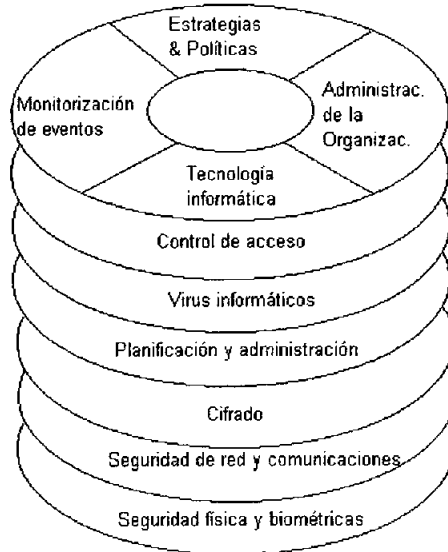 Estrategias
& Políticas
Monitorización
de eventos
Administrac.
de la
Organizac.
Tecnología
informática
Control de acceso
Virus informáticos
Planificación y administración
Cifrado
Seguridad de red y comunicaciones
Seguridad física y biométricas